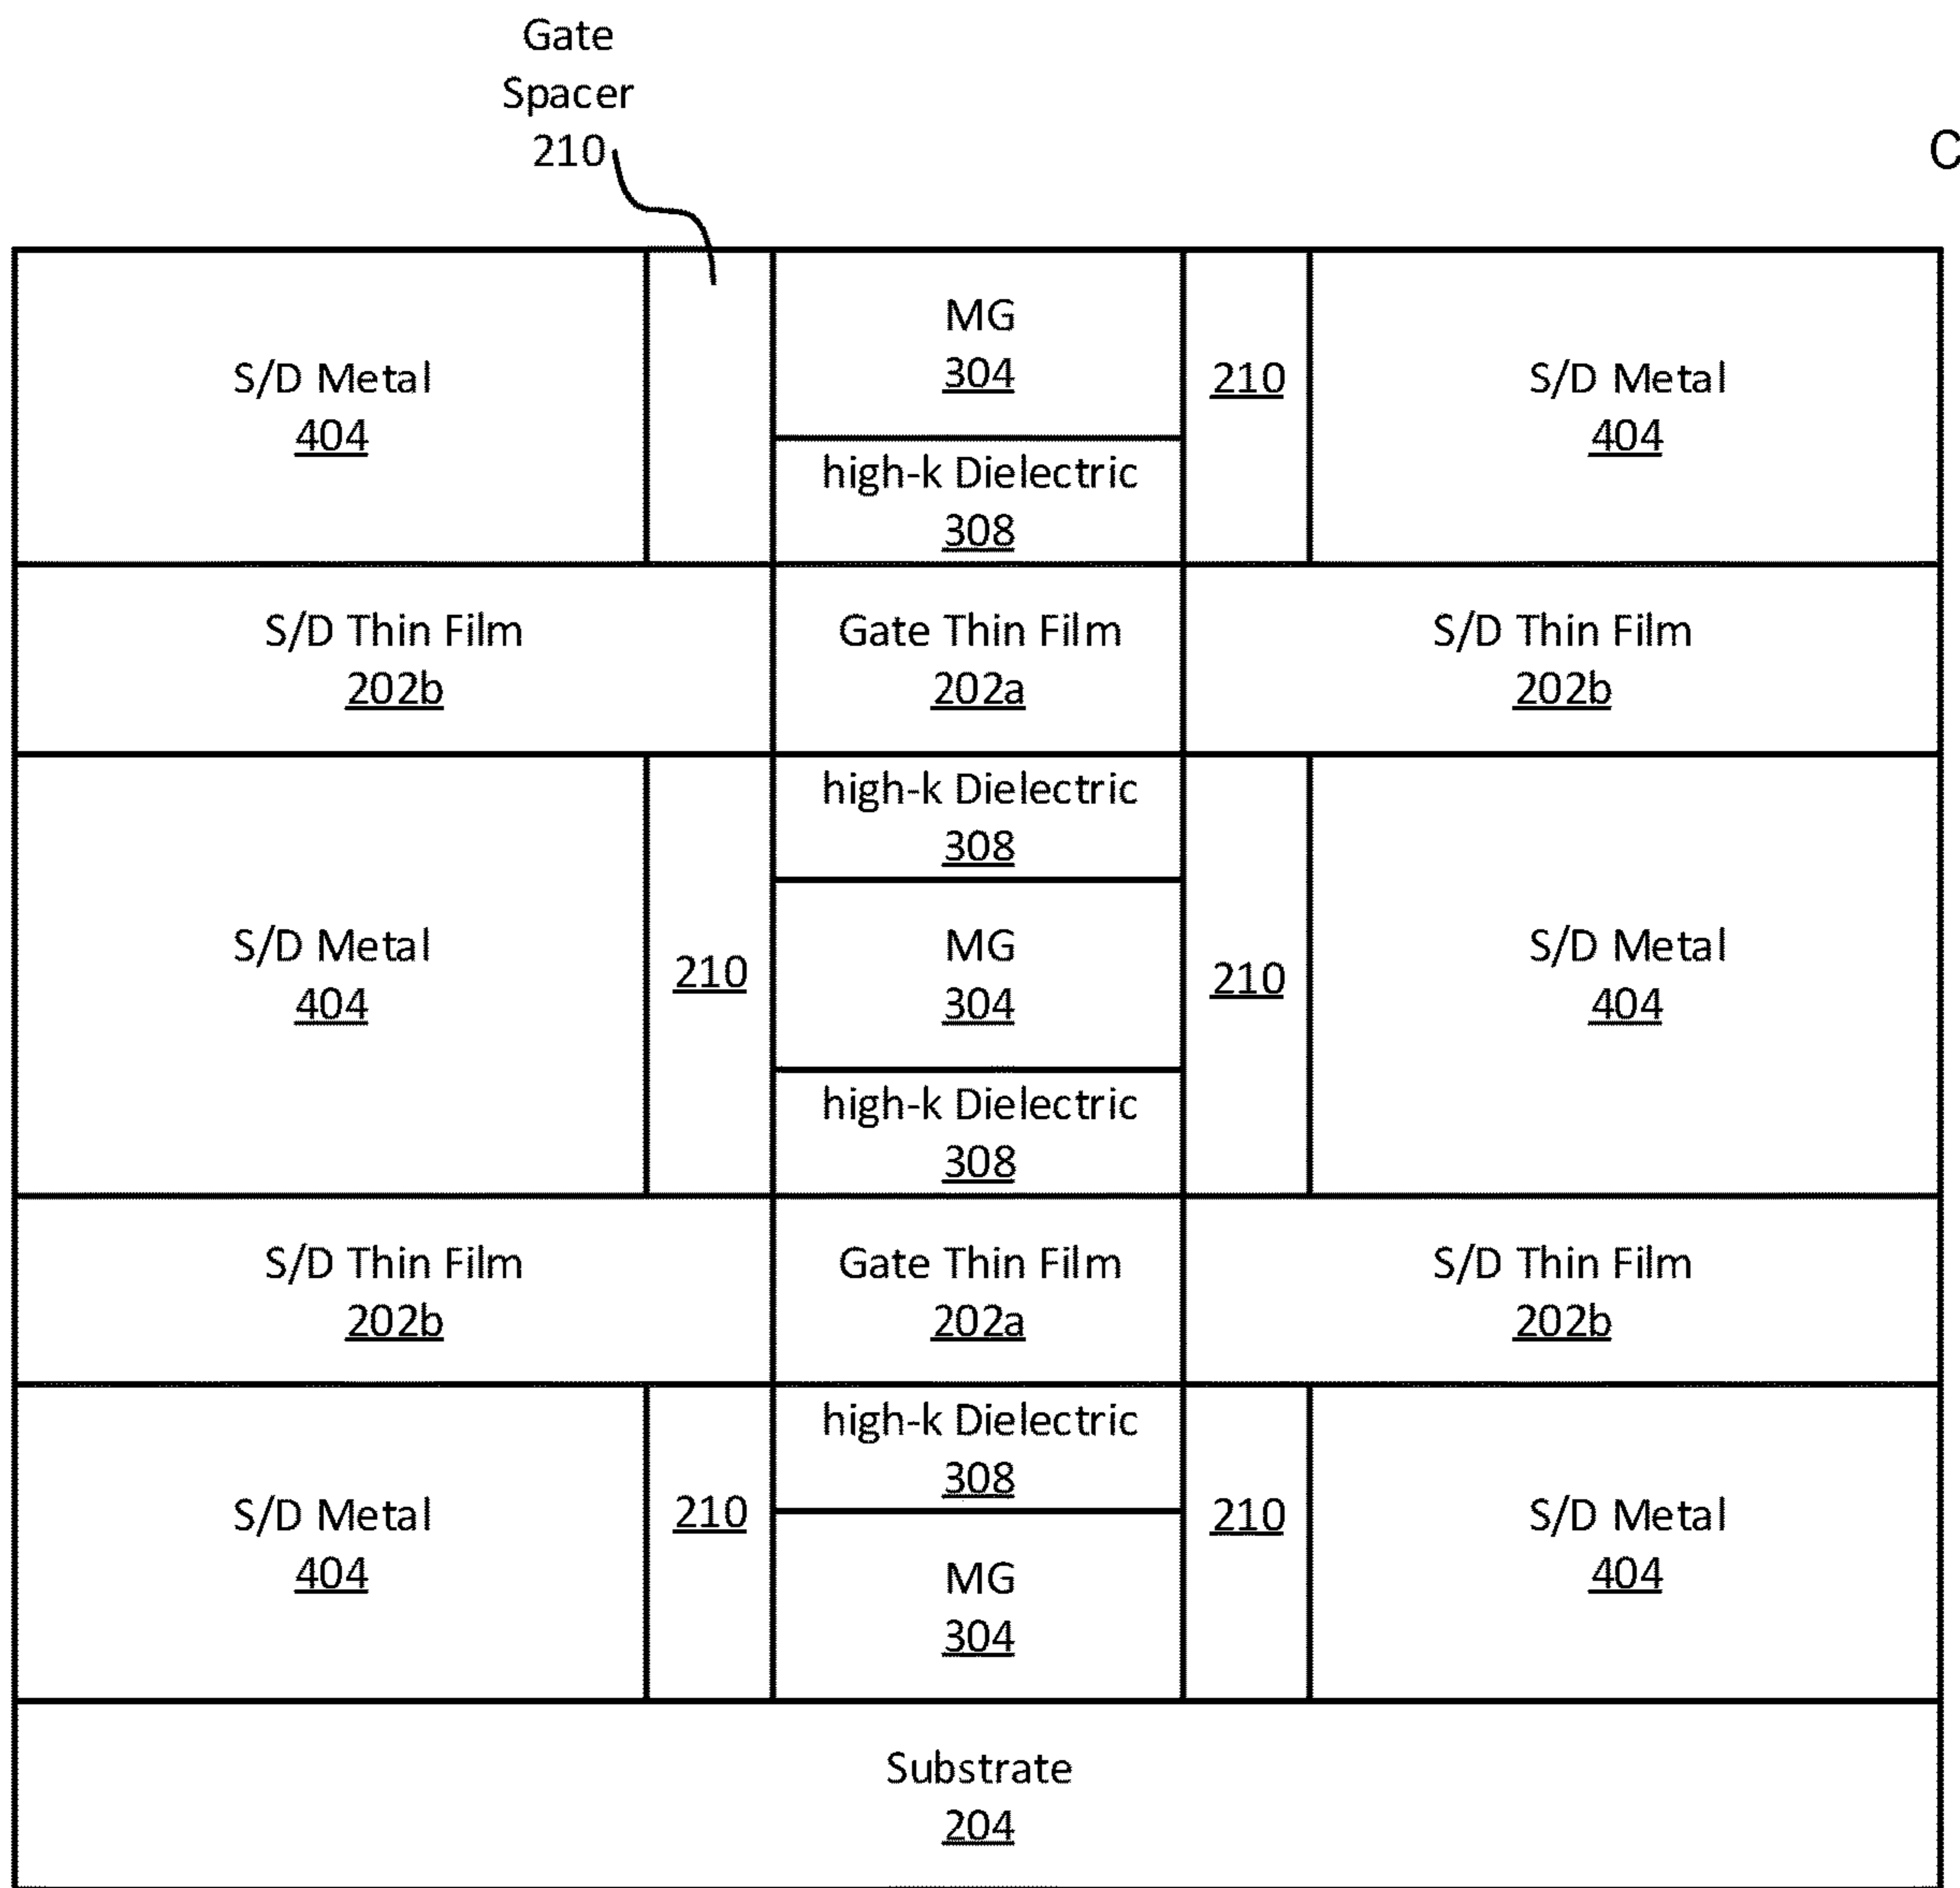 Gate
Spacer
210
C
S/D Metal
404
MG
304
high-k Dielectric
308
210
S/D Metal
404
S/D Thin Film
202b
Gate Thin Film
202a
S/D Thin Film
202b
S/D Metal
404
210
high-k Dielectric
308
MG
304
high-k Dielectric
308
210
S/D Metal
404
S/D Thin Film
202b
Gate Thin Film
202a
S/D Thin Film
202b
S/D Metal
404
210
high-k Dielectric
308
MG
304
210
S/D Metal
404
Substrate
204